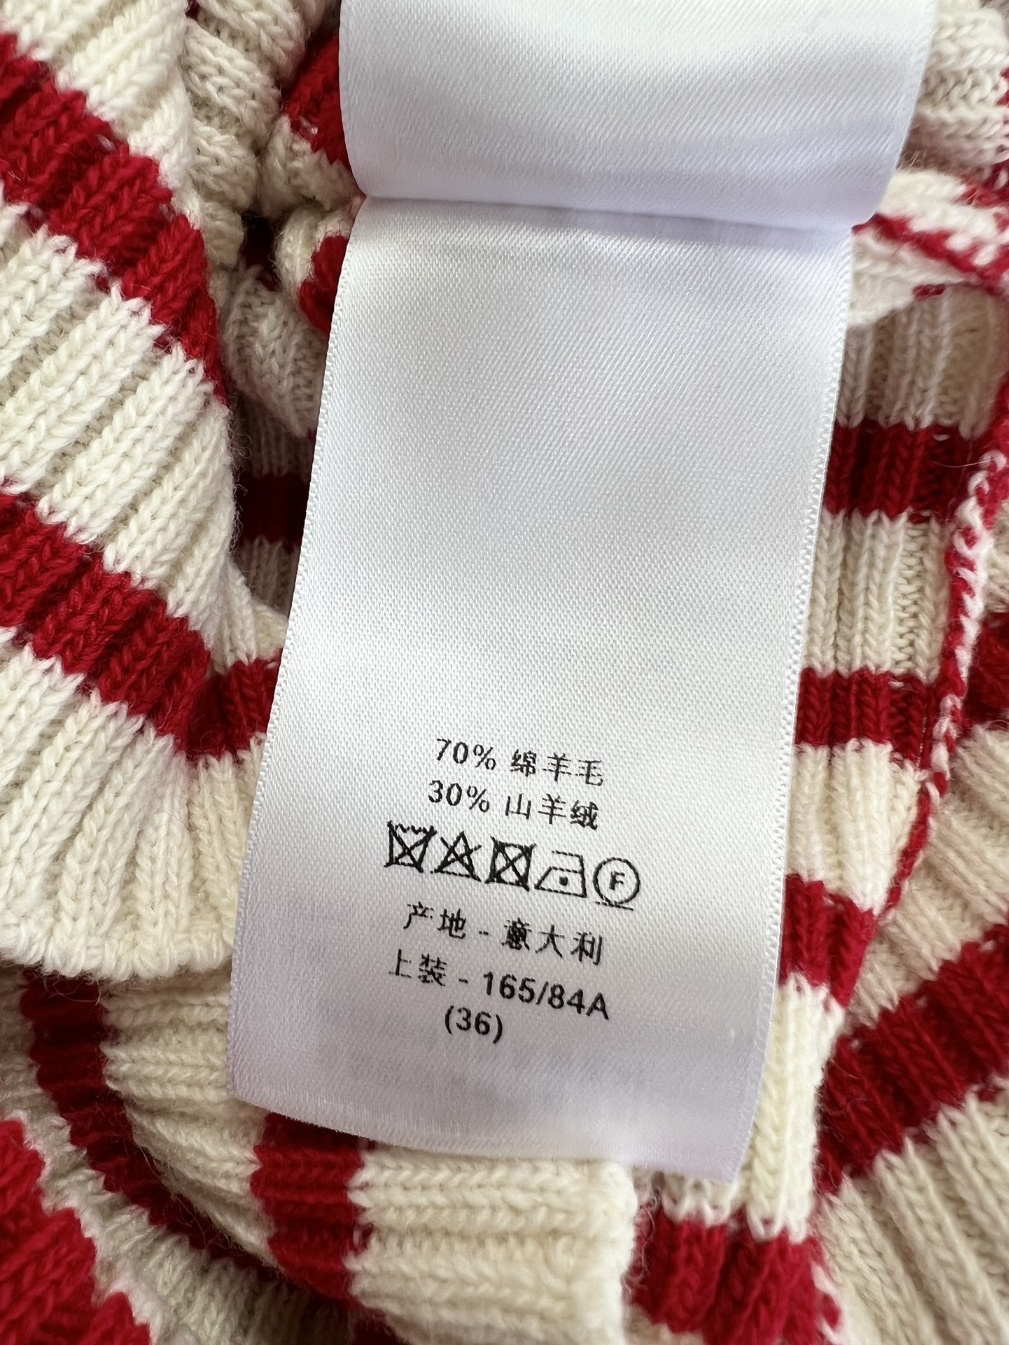 70% 绵羊毛
30% 山羊绒
F
产地 - 意大利
上装 - 165/84A
(36)